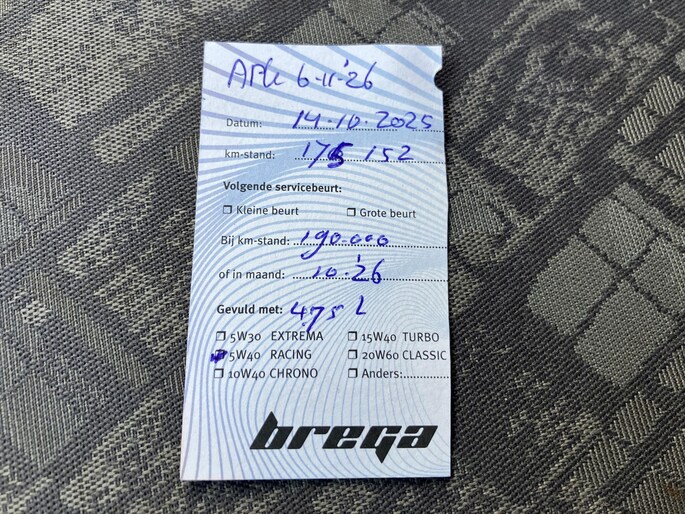 APK 6-11-'26
Datum: 14.10.2025
km-stand: 175 152
Volgende servicebeurt:
❒ Kleine beurt ❒ Grote beurt
Bij km-stand: 190.000
of in maand: 10.'26
Gevuld met: 4,75 L
❒ 5W30 EXTREMA ❒ 15W40 TURBO
❒ 5W40 RACING ❒ 20W60 CLASSIC
❒ 10W40 CHRONO ❒ Anders:
brega